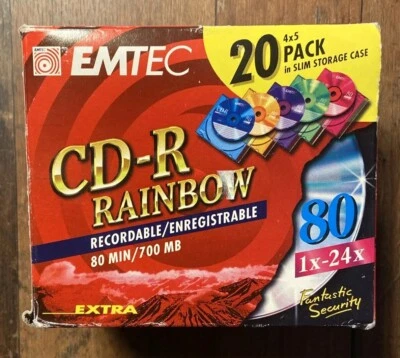 EMTEC
EMTEC
20
4x5
PACK
in SLIM STORAGE CASE
CD-R
RAINBOW
RECORDABLE/ENREGISTRABLE
80 MIN/700 MB
80
1x-24x
EXTRA
Fantastic
Security